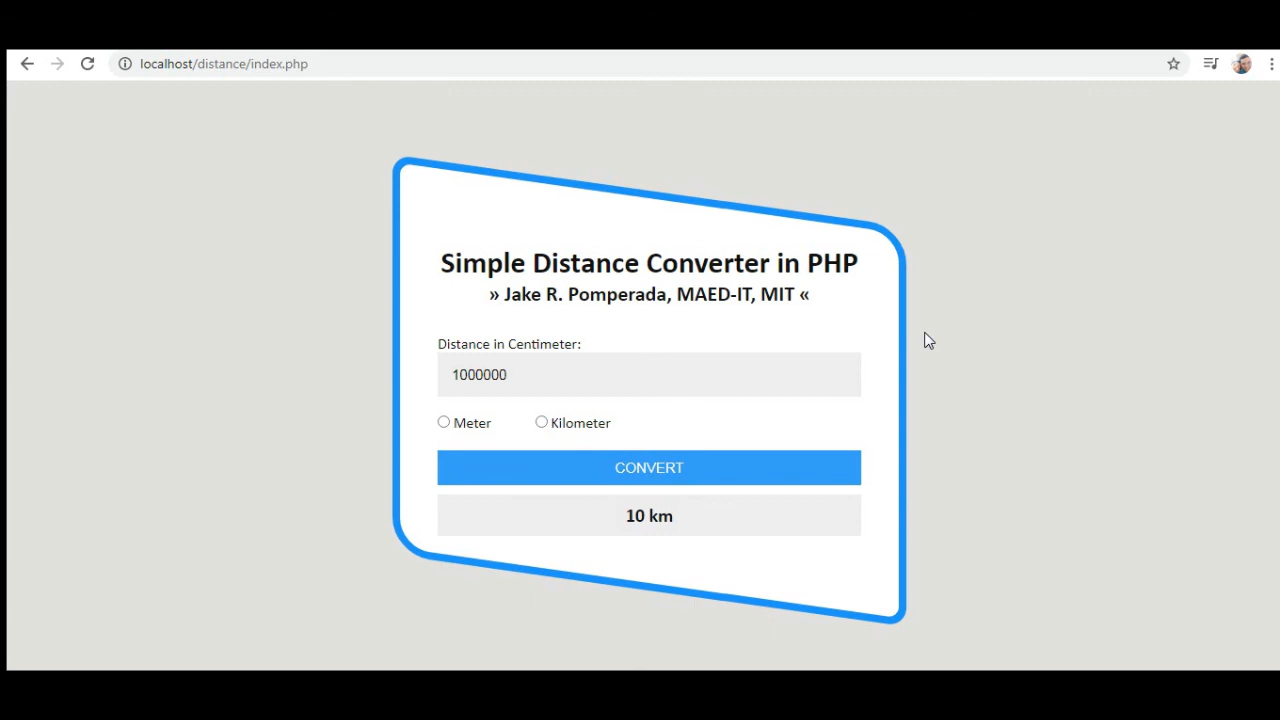 localhost/distance/index.php
Simple Distance Converter in PHP
» Jake R. Pomperada, MAED-IT, MIT «
Distance in Centimeter:
1000000
Meter Kilometer
CONVERT
10 km